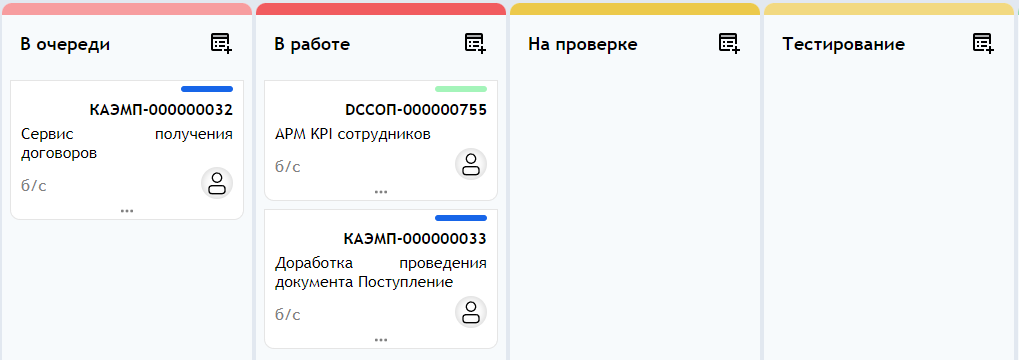 В очереди
В работе
На проверке
Тестирование
КАЭМП-000000032
Сервис получения
договоров
б/с
...
DССОП-000000755
АРМ KPI сотрудников
б/с
...
КАЭМП-000000033
Доработка проведения
документа Поступление
б/с
...